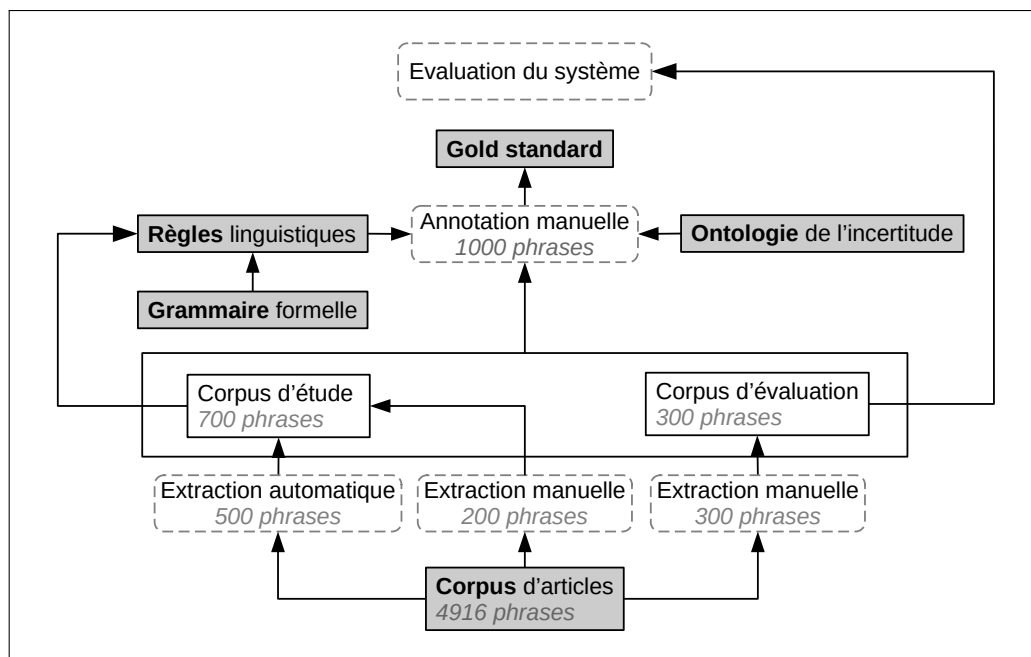 Evaluation du système
Gold standard
Règles linguistiques
Annotation manuelle
1000 phrases
Ontologie de l'incertitude
Grammaire formelle
Corpus d'étude
700 phrases
Corpus d'évaluation
300 phrases
Extraction automatique
500 phrases
Extraction manuelle
200 phrases
Extraction manuelle
300 phrases
Corpus d'articles
4916 phrases